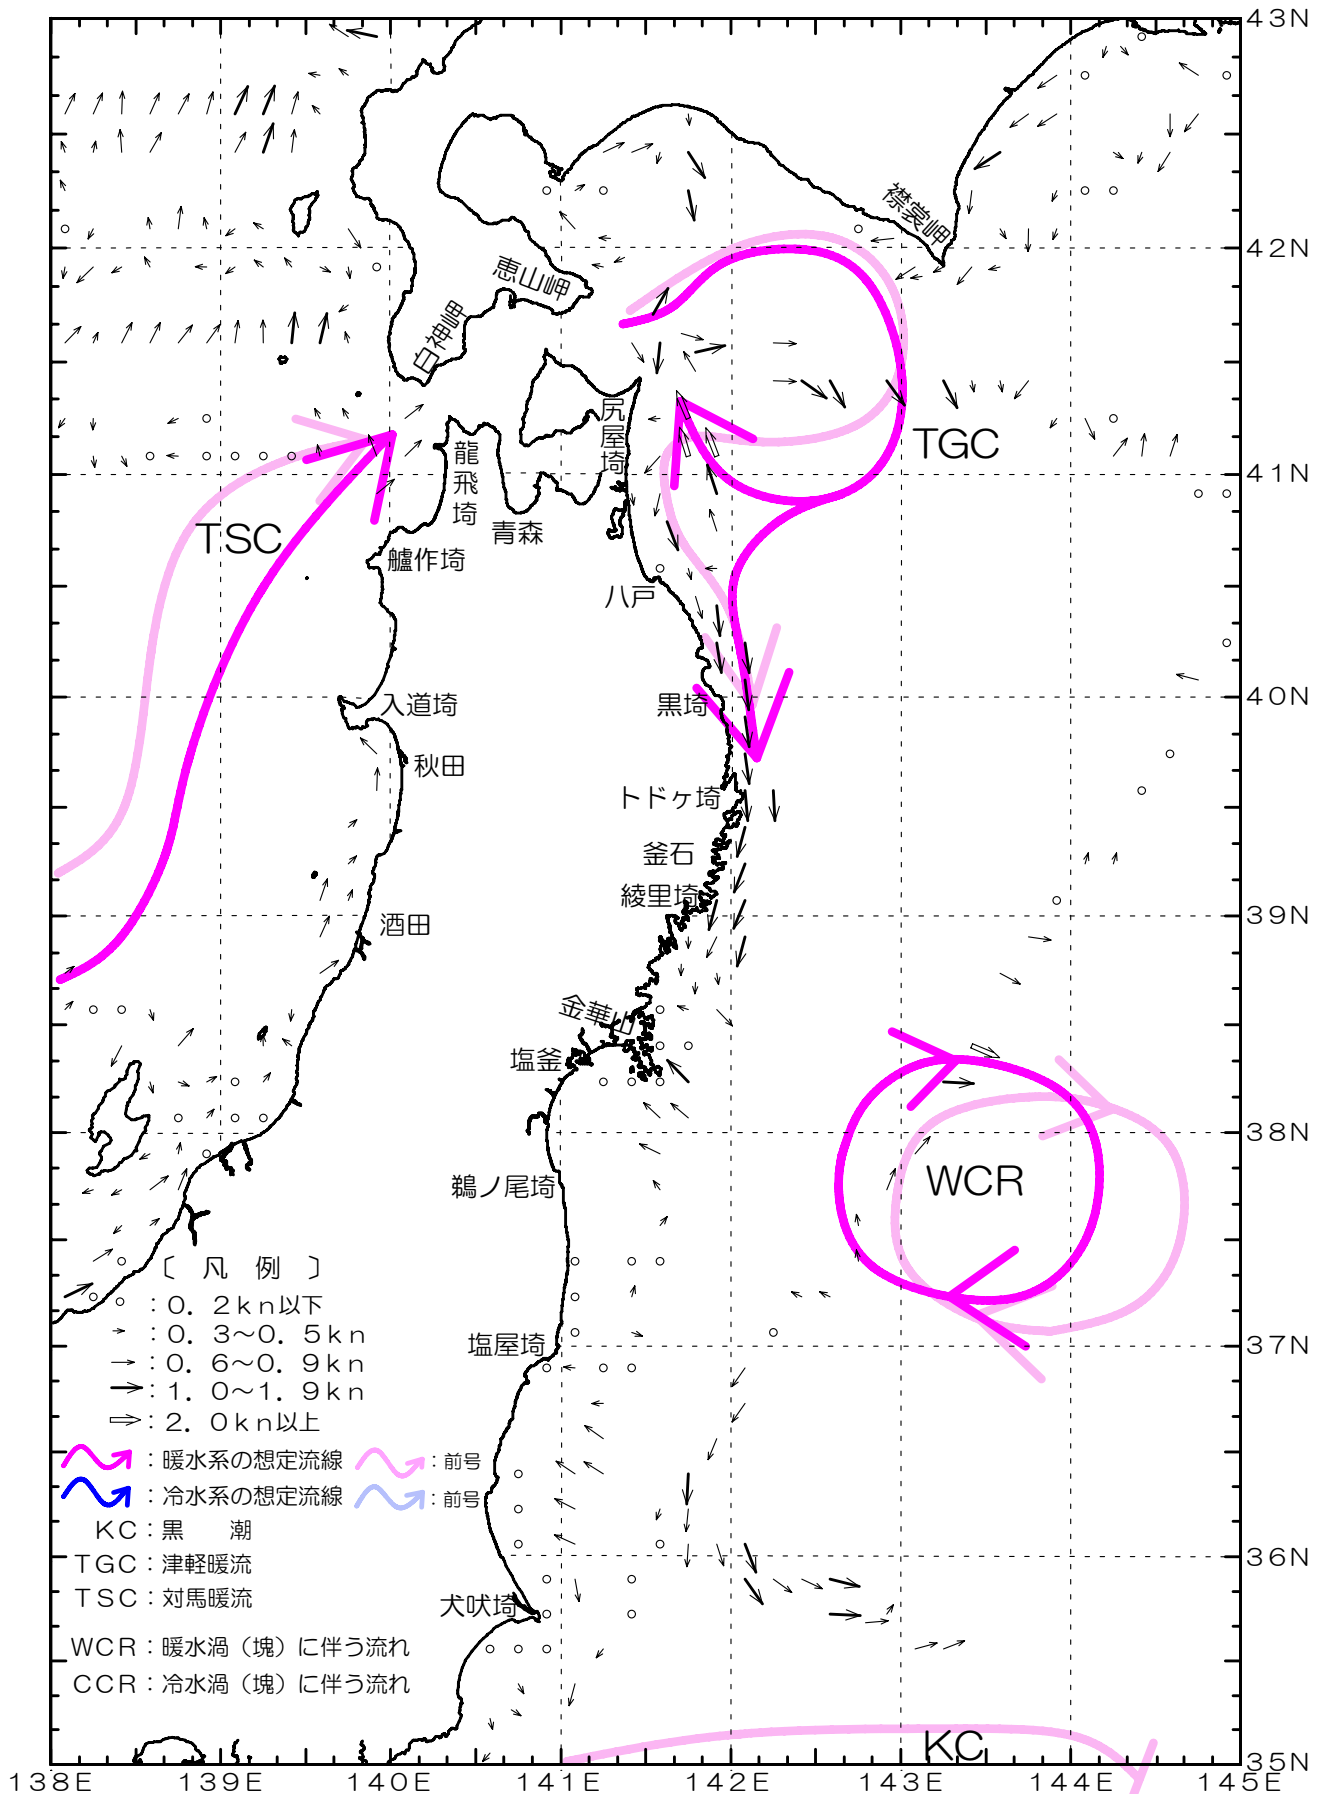 43N
襟裳岬
42N
恵山岬
白神岬
尻屋埼
TGC
龍飛埼
41N
TSC
青森
艫作埼
八戸
入道埼
黒埼
40N
秋田
トドヶ埼
釜石
綾里埼
39N
酒田
金華山
塩釜
38N
WCR
鵜ノ尾埼
〔 凡 例 〕
：０．２ｋｎ以下
：０．３～０．５ｋｎ
塩屋埼
37N
：０．６～０．９ｋｎ
：１．０～１．９ｋｎ
：２．０ｋｎ以上
：暖水系の想定流線 ：前号
：冷水系の想定流線 ：前号
ＫＣ：黒　　潮
ＴＧＣ：津軽暖流
36N
ＴＳＣ：対馬暖流
犬吠埼
ＷＣＲ：暖水渦（塊）に伴う流れ
ＣＣＲ：冷水渦（塊）に伴う流れ
KC
35N
138E 139E 140E 141E 142E 143E 144E 145E